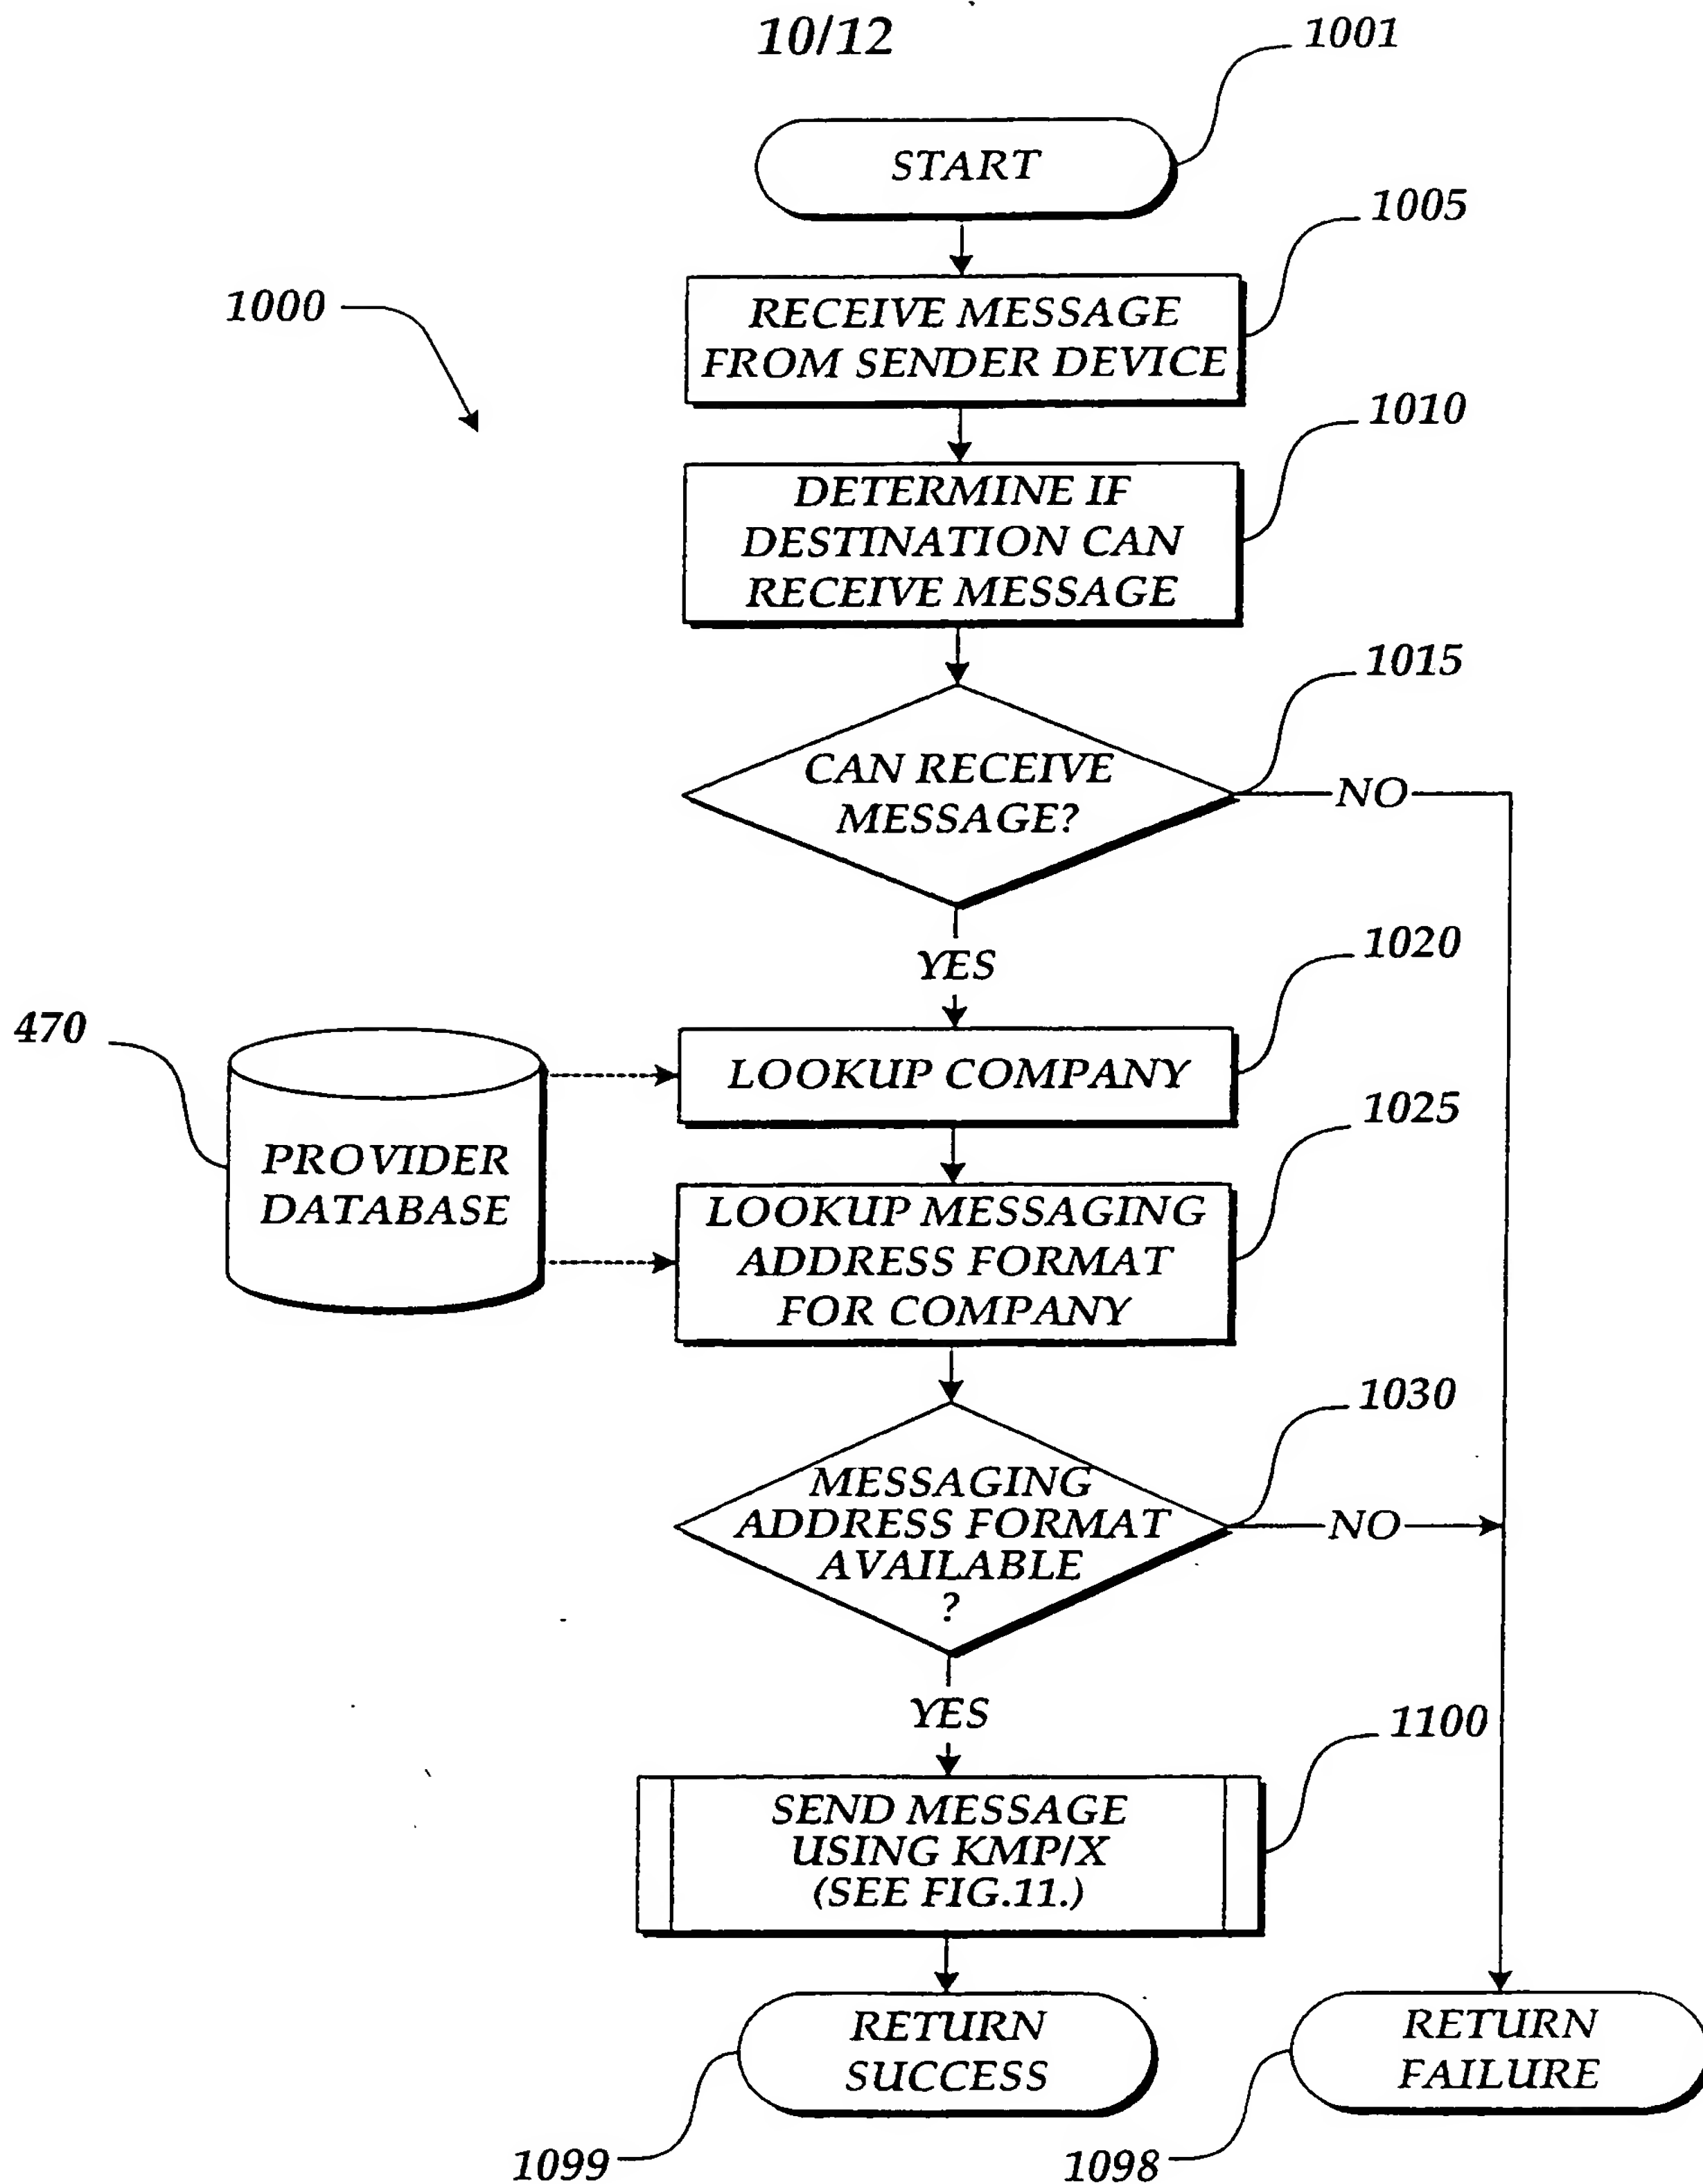 10/12
1001
START
1005
RECEIVE MESSAGE
FROM SENDER DEVICE
1000
1010
DETERMINE IF
DESTINATION CAN
RECEIVE MESSAGE
1015
CAN RECEIVE
MESSAGE?
NO
YES
1020
470
LOOKUP COMPANY
1025
PROVIDER
DATABASE
LOOKUP MESSAGING
ADDRESS FORMAT
FOR COMPANY
1030
MESSAGING
ADDRESS FORMAT
AVAILABLE
?
NO
YES
1100
SEND MESSAGE
USING KMP/X
(SEE FIG.11.)
RETURN
SUCCESS
RETURN
FAILURE
1099
1098